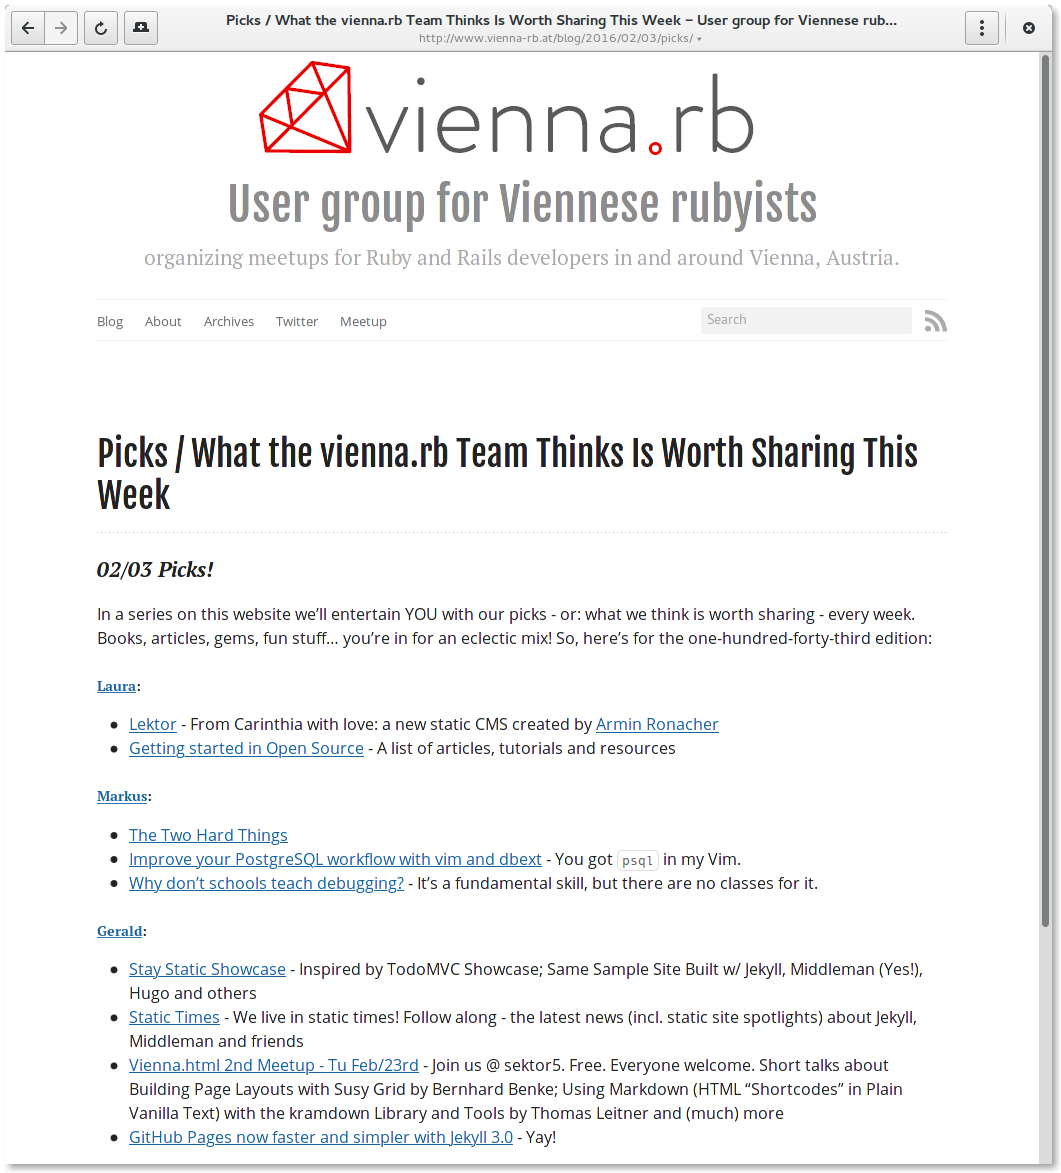 Picks / What the vienna.rb Team Thinks Is Worth Sharing This Week – User group for Viennese rub...
http://www.vienna-rb.at/blog/2016/02/03/picks/ ▾
vienna.rb
User group for Viennese rubyists
organizing meetups for Ruby and Rails developers in and around Vienna, Austria.
Blog About Archives Twitter Meetup Search
Picks / What the vienna.rb Team Thinks Is Worth Sharing This
Week
02/03 Picks!
In a series on this website we’ll entertain YOU with our picks - or: what we think is worth sharing - every week.
Books, articles, gems, fun stuff... you’re in for an eclectic mix! So, here’s for the one-hundred-forty-third edition:
Laura:
• Lektor - From Carinthia with love: a new static CMS created by Armin Ronacher
• Getting started in Open Source - A list of articles, tutorials and resources
Markus:
• The Two Hard Things
• Improve your PostgreSQL workflow with vim and dbext - You got psql in my Vim.
• Why don’t schools teach debugging? - It’s a fundamental skill, but there are no classes for it.
Gerald:
• Stay Static Showcase - Inspired by TodoMVC Showcase; Same Sample Site Built w/ Jekyll, Middleman (Yes!),
Hugo and others
• Static Times - We live in static times! Follow along - the latest news (incl. static site spotlights) about Jekyll,
Middleman and friends
• Vienna.html 2nd Meetup - Tu Feb/23rd - Join us @ sektor5. Free. Everyone welcome. Short talks about
Building Page Layouts with Susy Grid by Bernhard Benke; Using Markdown (HTML “Shortcodes” in Plain
Vanilla Text) with the kramdown Library and Tools by Thomas Leitner and (much) more
• GitHub Pages now faster and simpler with Jekyll 3.0 - Yay!